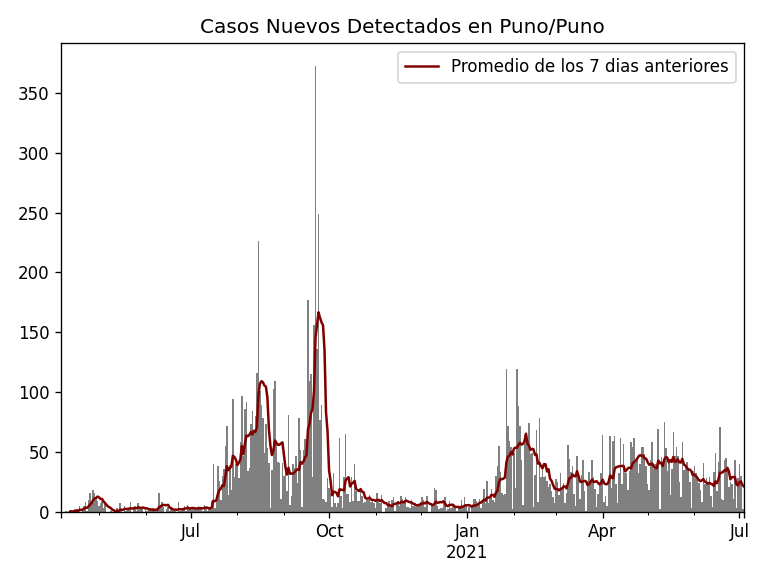 Casos Nuevos Detectados en Puno/Puno
Promedio de los 7 dias anteriores
350
300
250
200
150
100
50
0
Jul
Oct
Jan
2021
Apr
Jul